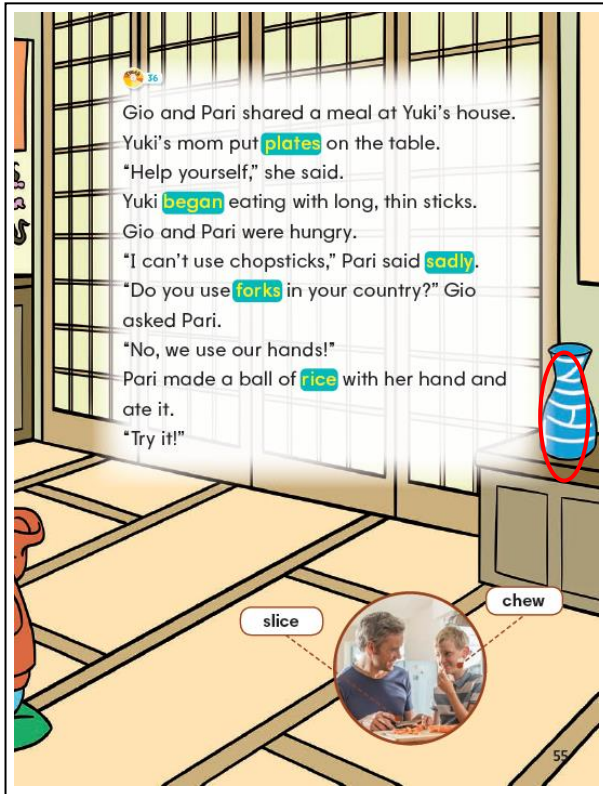 36
Gio and Pari shared a meal at Yuki's house.
Yuki's mom put plates on the table.
“Help yourself,” she said.
Yuki began eating with long, thin sticks.
Gio and Pari were hungry.
“I can't use chopsticks,” Pari said sadly.
“Do you use forks in your country?” Gio
asked Pari.
“No, we use our hands!”
Pari made a ball of rice with her hand and
ate it.
“Try it!”
chew
slice
55